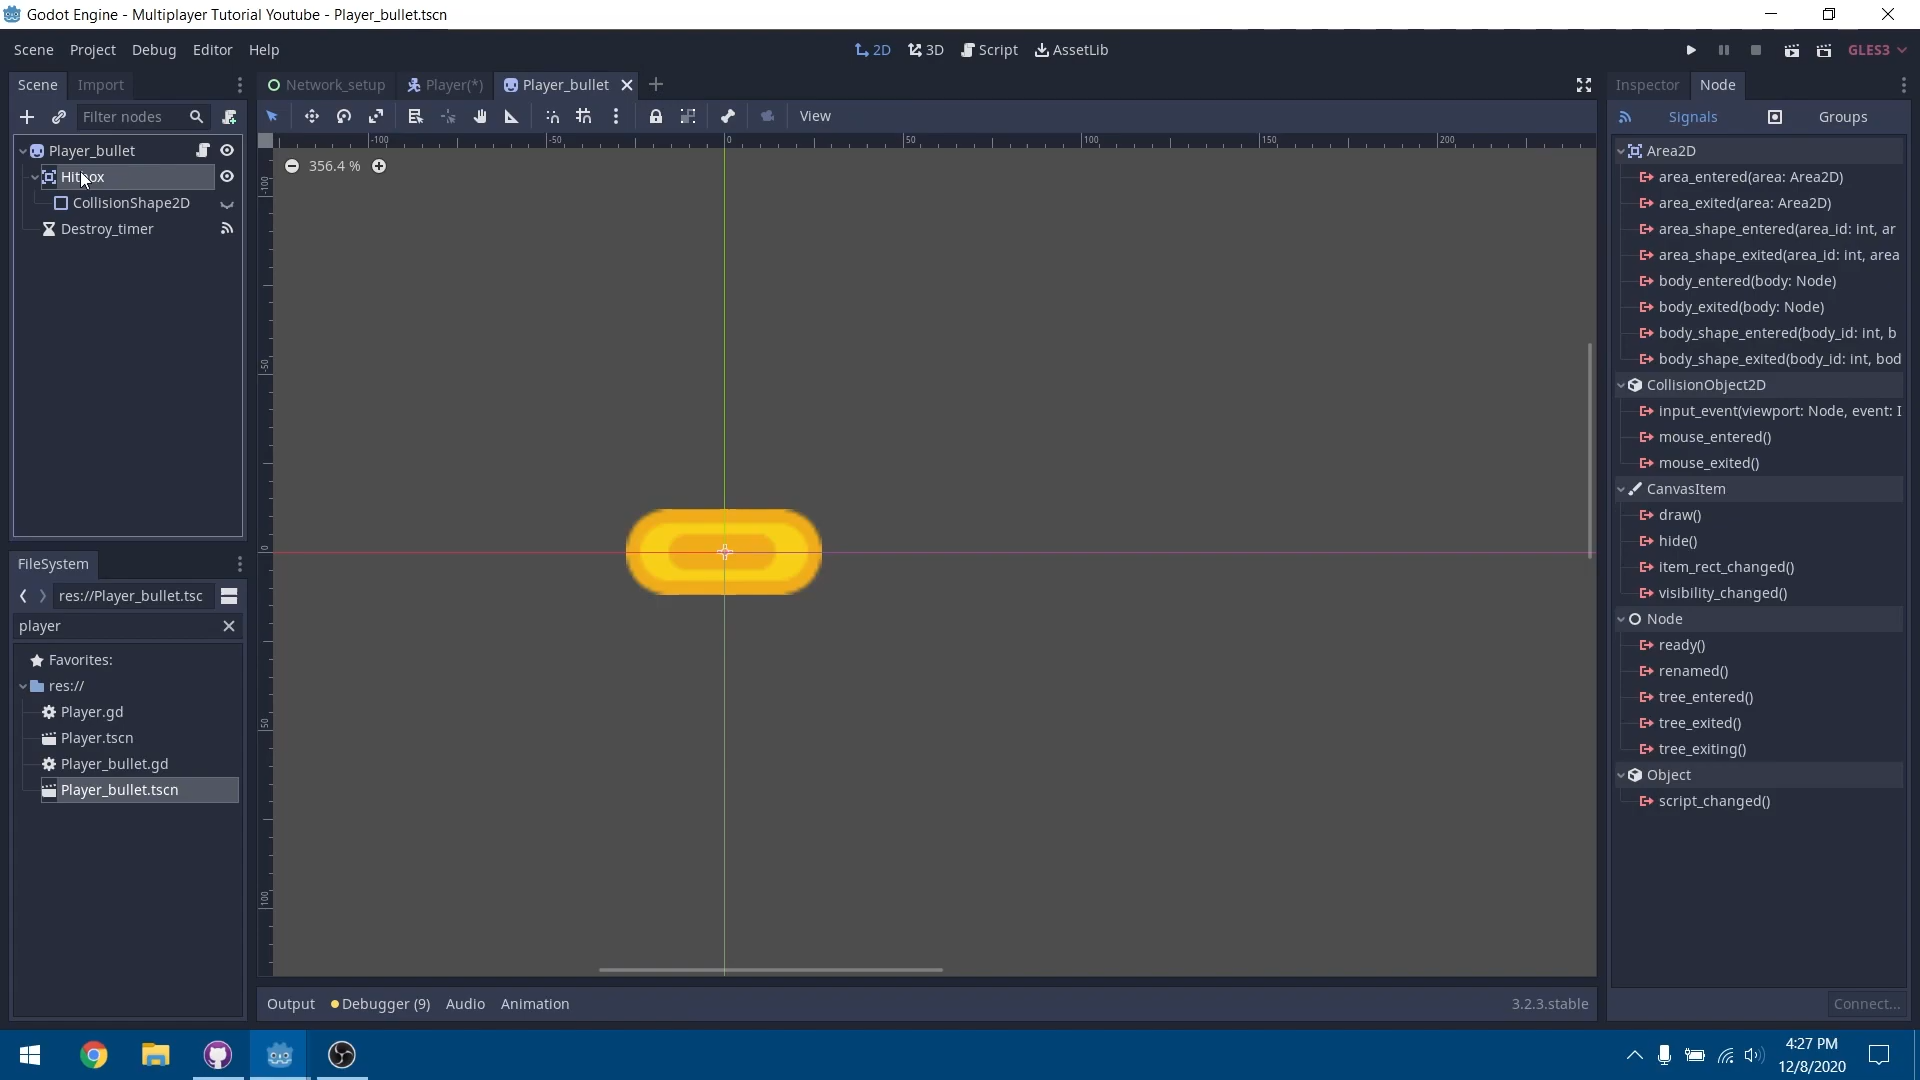 Godot Engine - Multiplayer Tutorial Youtube - Player_bullet.tscn
Scene Project Debug Editor Help
2D 3D Script AssetLib
GLES3
Scene Import
Network_setup Player(*) Player_bullet
Inspector Node
Filter nodes
View
Signals Groups
Player_bullet
CollisionShape2D
Destroy_timer
-100 -50 0 50 100 150 200
356.4 %
-100
-50
0
50
100
Area2D
area_entered(area: Area2D)
area_exited(area: Area2D)
area_shape_entered(area_id: int, ar
area_shape_exited(area_id: int, area
body_entered(body: Node)
body_exited(body: Node)
body_shape_entered(body_id: int, b
body_shape_exited(body_id: int, bod
CollisionObject2D
input_event(viewport: Node, event: I
mouse_entered()
mouse_exited()
CanvasItem
draw()
hide()
item_rect_changed()
visibility_changed()
Node
ready()
renamed()
tree_entered()
tree_exited()
tree_exiting()
Object
script_changed()
Connect...
FileSystem
res://Player_bullet.tsc
player
Favorites:
res://
Player.gd
Player.tscn
Player_bullet.gd
Player_bullet.tscn
Output Debugger (9) Audio Animation
3.2.3.stable
4:27 PM
12/8/2020